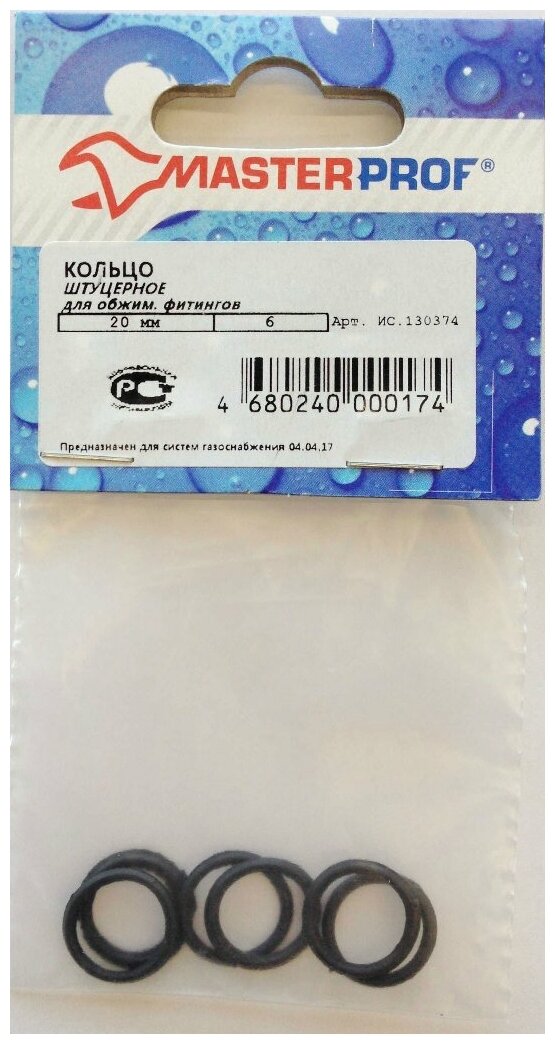 MASTERPROF®
КОЛЬЦО
ШТУЦЕРНОЕ
для обжим. фитингов
20 мм 6 Арт. ИС.130374
РС
4 680240 000174
Предназначен для систем газоснабжения 04.04.17